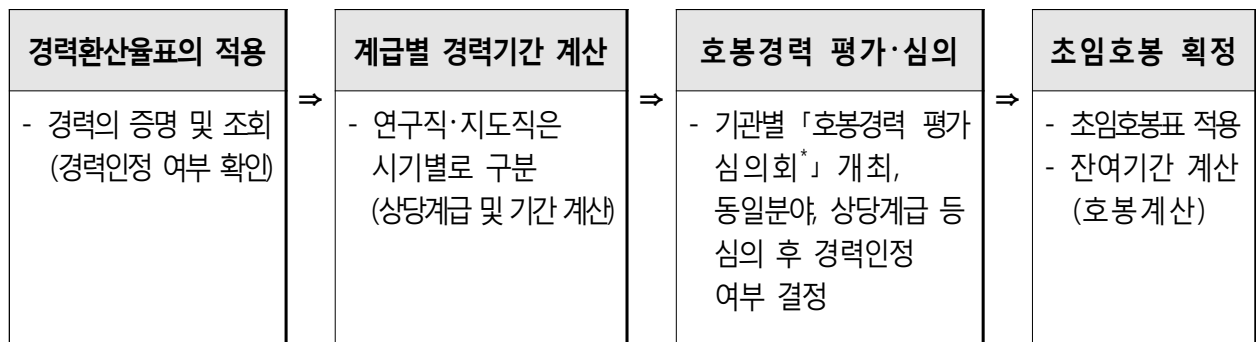 경력환산율표의 적용
- 경력의 증명 및 조회
(경력인정 여부 확인)
⇒
계급별 경력기간 계산
- 연구직·지도직은
시기별로 구분
(상당계급 및 기간 계산)
⇒
호봉경력 평가·심의
- 기관별 「호봉경력 평가
심의회*」 개최,
동일분야, 상당계급 등
심의 후 경력인정
여부 결정
⇒
초임호봉 획정
- 초임호봉표 적용
- 잔여기간 계산
(호봉계산)